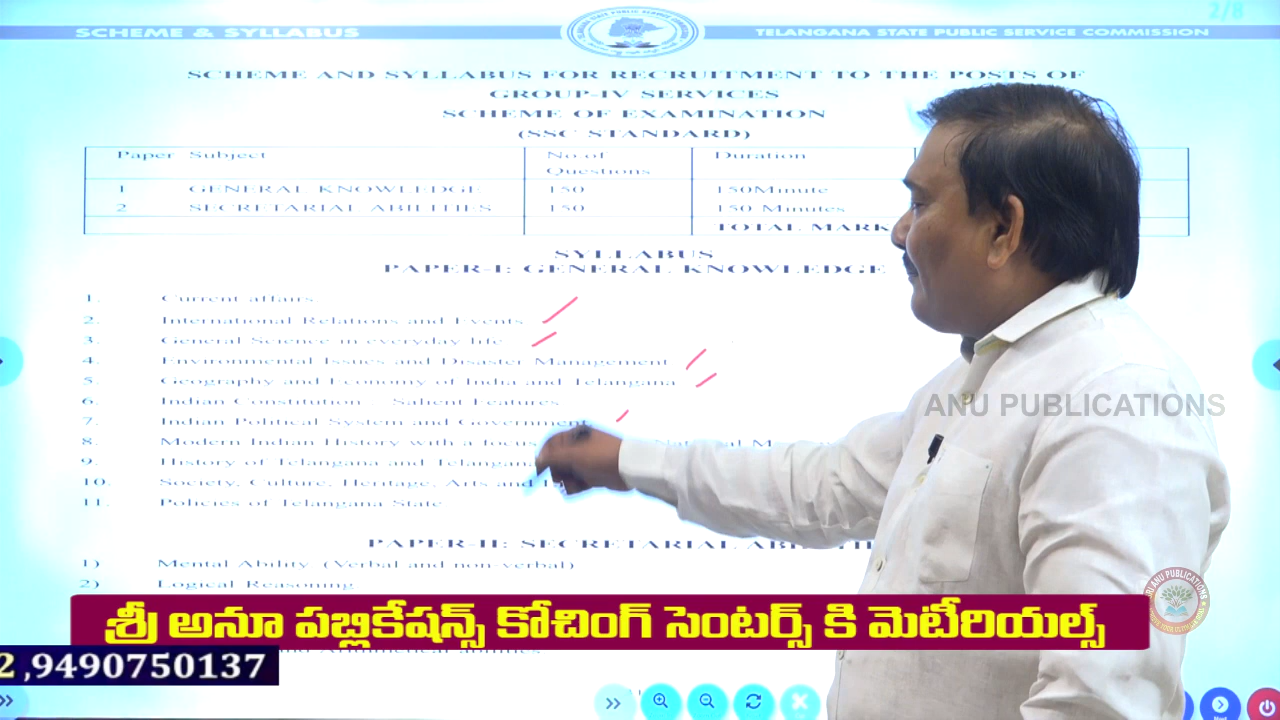 2/8
SCHEME & SYLLABUS
TELANGANA STATE PUBLIC SERVICE COMMISSION
SCHEME AND SYLLABUS FOR RECRUITMENT TO THE POSTS OF
GROUP-IV SERVICES
SCHEME OF EXAMINATION
(SSC STANDARD)
Paper Subject No of Questions Duration
1 GENERAL KNOWLEDGE 150 150Minute
2 SECRETARIAL ABILITIES 150 150 Minutes
TOTAL MARK
SYLLABUS
PAPER-I: GENERAL KNOWLEDGE
1. Current affairs.
2. International Relations and Events
3. General Science in everyday life
4. Environmental Issues and Disaster Management
5. Geography and Economy of India and Telangana
6. Indian Constitution Salient Features
7. Indian Political System and Government
8. Modern Indian History with a focus
9. History of Telangana and Telangana
10. Society, Culture, Heritage, Arts and
11. Policies of Telangana State
PAPER-II: SECRETARIAL
1) Mental Ability (Verbal and non-verbal)
2) Logical Reasoning
ANU PUBLICATIONS
శ్రీ అనూ పబ్లికేషన్స్ కోచింగ్ సెంటర్స్ కి మెటీరియల్స్
2 ,9490750137